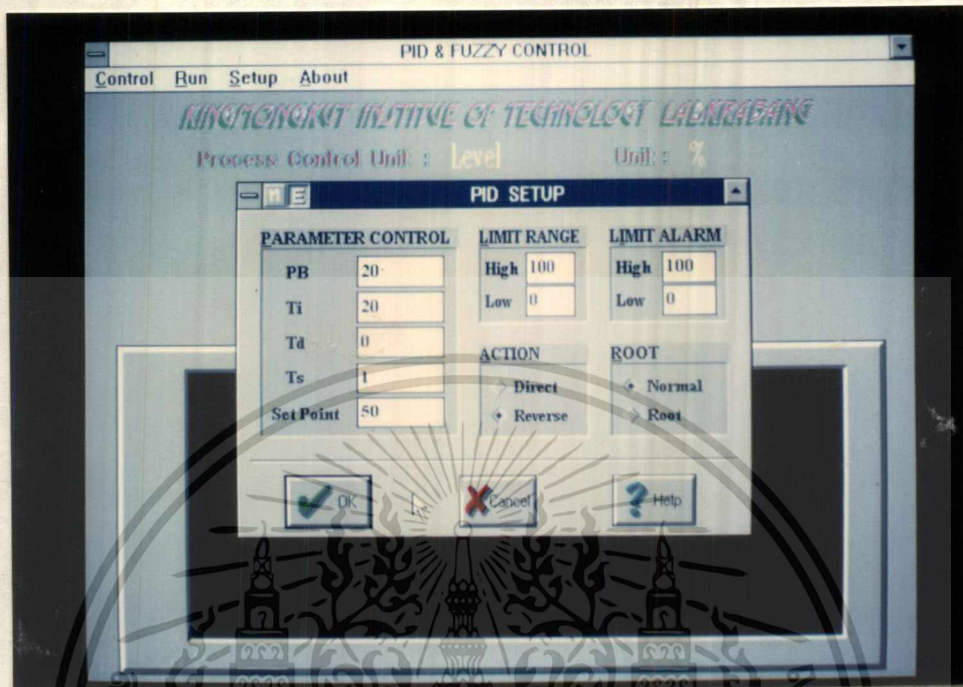 PID & FUZZY CONTROL
Control Run Setup About
KINGMONGKUT INSTITUE OF TECHNOLOGY LADKRABANG
Process Control Unit : Level Unit : %
PID SETUP
PARAMETER CONTROL
PB 20
Ti 20
Td 0
Ts 1
Set Point 50
LIMIT RANGE
High 100
Low 0
LIMIT ALARM
High 100
Low 0
ACTION
Direct
Reverse
ROOT
Normal
Root
OK
Cancel
Help